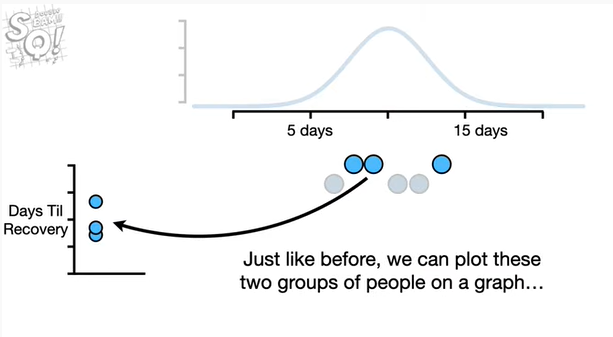 StatQuest!
5 days 15 days
Days Til
Recovery
Just like before, we can plot these
two groups of people on a graph…